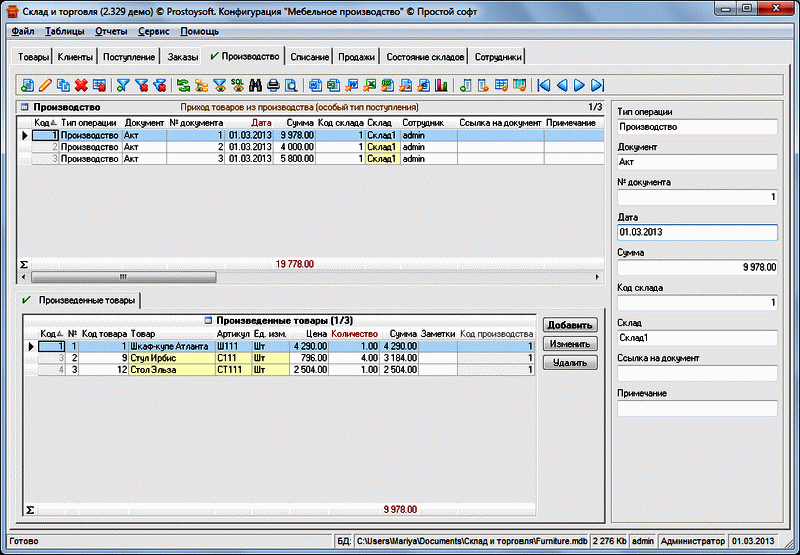 Склад и торговля (2.329 демо) © Prostoysoft. Конфигурация "Мебельное производство" © Простой софт
Файл Таблицы Отчеты Сервис Помощь
Товары Клиенты Поступление Заказы Производство Списание Продажи Состояние складов Сотрудники
SQL
Производство Приход товаров из производства (особый тип поступления) 1/3
Код Тип операции Документ № документа Дата Сумма Код склада Склад Сотрудник Ссылка на документ Примечание
1 Производство Акт 1 01.03.2013 9 978.00 1 Склад1 admin
2 Производство Акт 2 01.03.2013 4 000.00 1 Склад1 admin
3 Производство Акт 3 01.03.2013 5 800.00 1 Склад1 admin
Σ 19 778.00
Произведенные товары
Произведенные товары (1/3)
Код № Код товара Товар Артикул Ед. изм. Цена Количество Сумма Заметки Код производства
1 1 1 Шкаф-купе Атланта Ш111 Шт 4 290.00 1.00 4 290.00 1
3 2 9 Стул Ирбис С111 Шт 796.00 4.00 3 184.00 1
4 3 12 Стол Эльза СТ111 Шт 2 504.00 1.00 2 504.00 1
Σ 9 978.00
Добавить
Изменить
Удалить
Тип операции
Производство
Документ
Акт
№ документа
1
Дата
01.03.2013
Сумма
9 978.00
Код склада
1
Склад
Склад1
Ссылка на документ
Примечание
Готово БД: C:\Users\Mariya\Documents\Склад и торговля\Furniture.mdb 2 276 Kb admin Администратор 01.03.2013